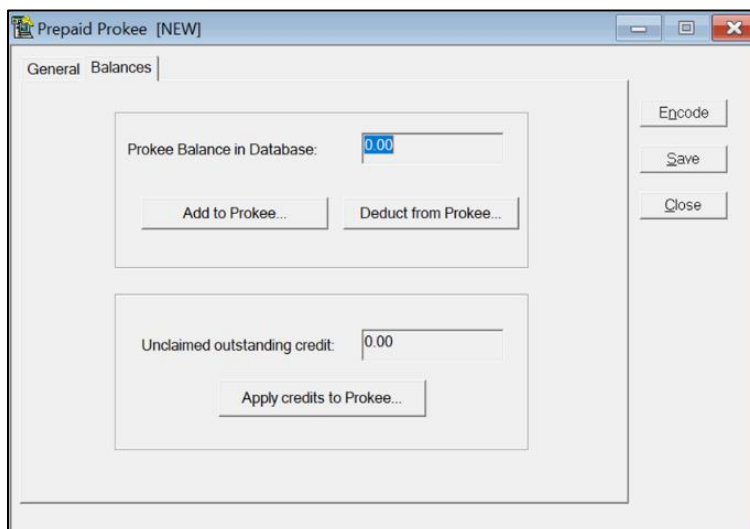 Prepaid Prokee [NEW]
General Balances
Encode
Prokee Balance in Database: 0.00
Save
Add to Prokee... Deduct from Prokee...
Close
Unclaimed outstanding credit: 0.00
Apply credits to Prokee...